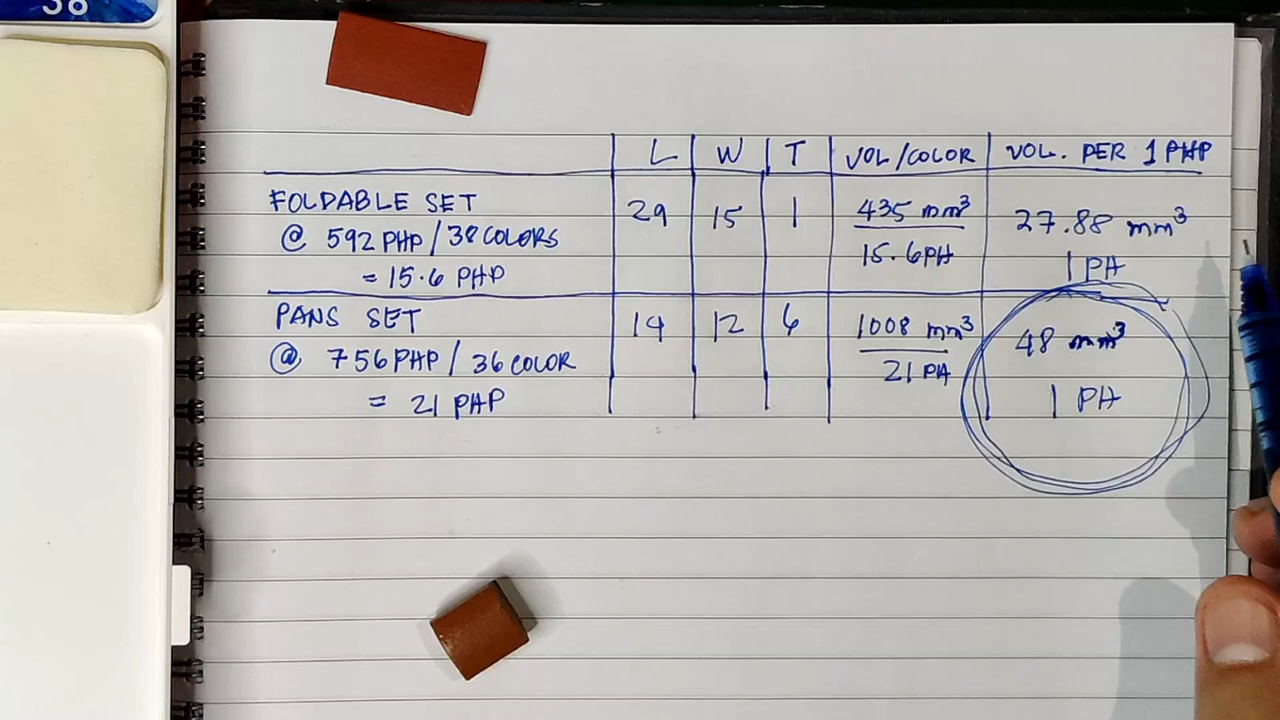 38
L W T VOL/COLOR VOL. PER 1 PHP
FOLDABLE SET 29 15 1 435 mm³ 27.88 mm³
@ 592 PHP/38 COLORS 15.6PH 1 PH
= 15.6 PHP
PANS SET 14 12 6 1008 mm³ 48 mm³
@ 756 PHP/36 COLOR 21 PH 1 PH
= 21 PHP